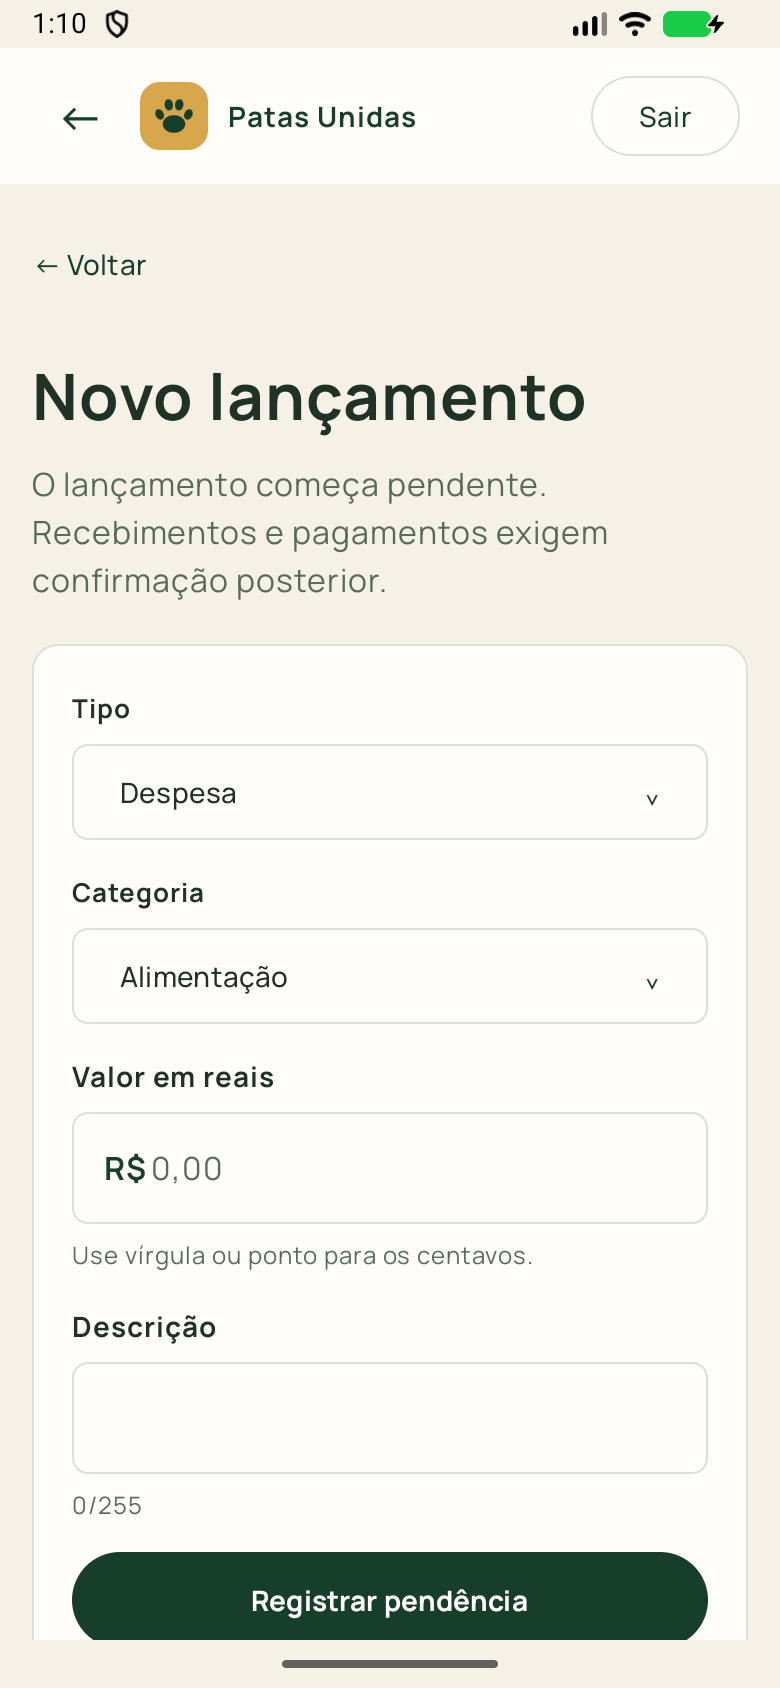 1:10
Patas Unidas
Sair
← Voltar
Novo lançamento
O lançamento começa pendente.
Recebimentos e pagamentos exigem
confirmação posterior.
Tipo
Despesa
Categoria
Alimentação
Valor em reais
R$ 0,00
Use vírgula ou ponto para os centavos.
Descrição
0/255
Registrar pendência